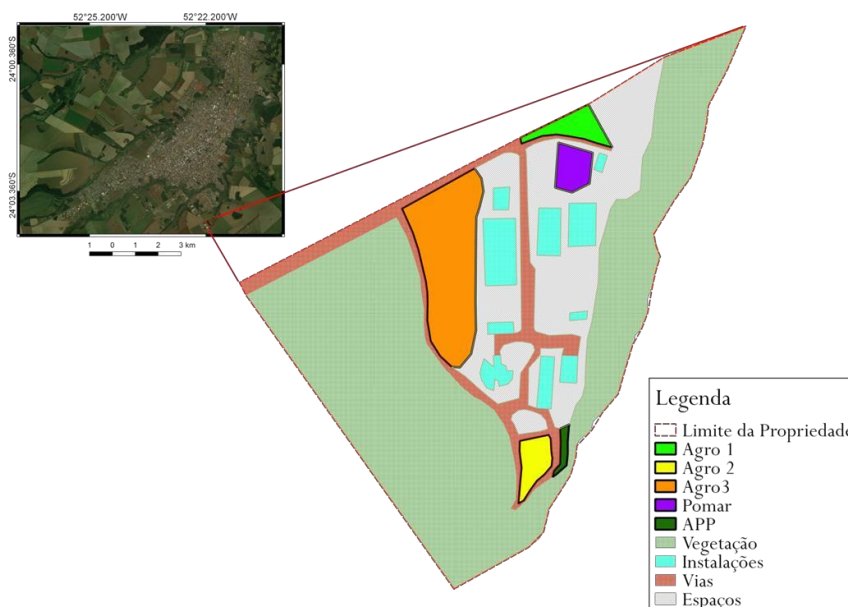 52°25.200'W 52°22.200'W
24°00.360'S
24°03.360'S
1 0 1 2 3 km
Legenda
Limite da Propriedade
Agro 1
Agro 2
Agro3
Pomar
APP
Vegetação
Instalações
Vias
Espaços